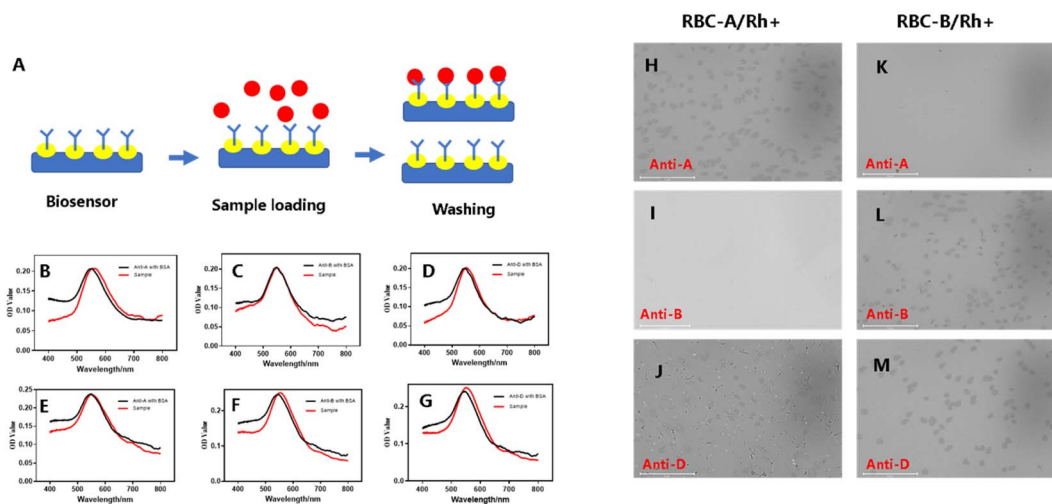 A
Biosensor
Sample loading
Washing
B
Anti-A with BSA
Sample
OD Value
0.20
0.15
0.10
0.05
400 500 600 700 800
Wavelength/nm
C
Anti-B with BSA
Sample
OD Value
0.20
0.15
0.10
0.05
400 500 600 700 800
Wavelength/nm
D
Anti-D with BSA
Sample
OD Value
0.20
0.15
0.10
0.05
0.00
400 500 600 700 800
Wavelength/nm
E
Anti-A with BSA
Sample
OD Value
0.25
0.20
0.15
0.10
0.05
0.00
400 500 600 700 800
Wavelength/nm
F
Anti-B with BSA
Sample
OD Value
0.2
0.1
400 500 600 700 800
Wavelength/nm
G
Anti-D with BSA
Sample
OD Value
0.2
0.1
400 500 600 700 800
Wavelength/nm
RBC-A/Rh+
RBC-B/Rh+
H
Anti-A
K
Anti-A
I
Anti-B
L
Anti-B
J
Anti-D
M
Anti-D